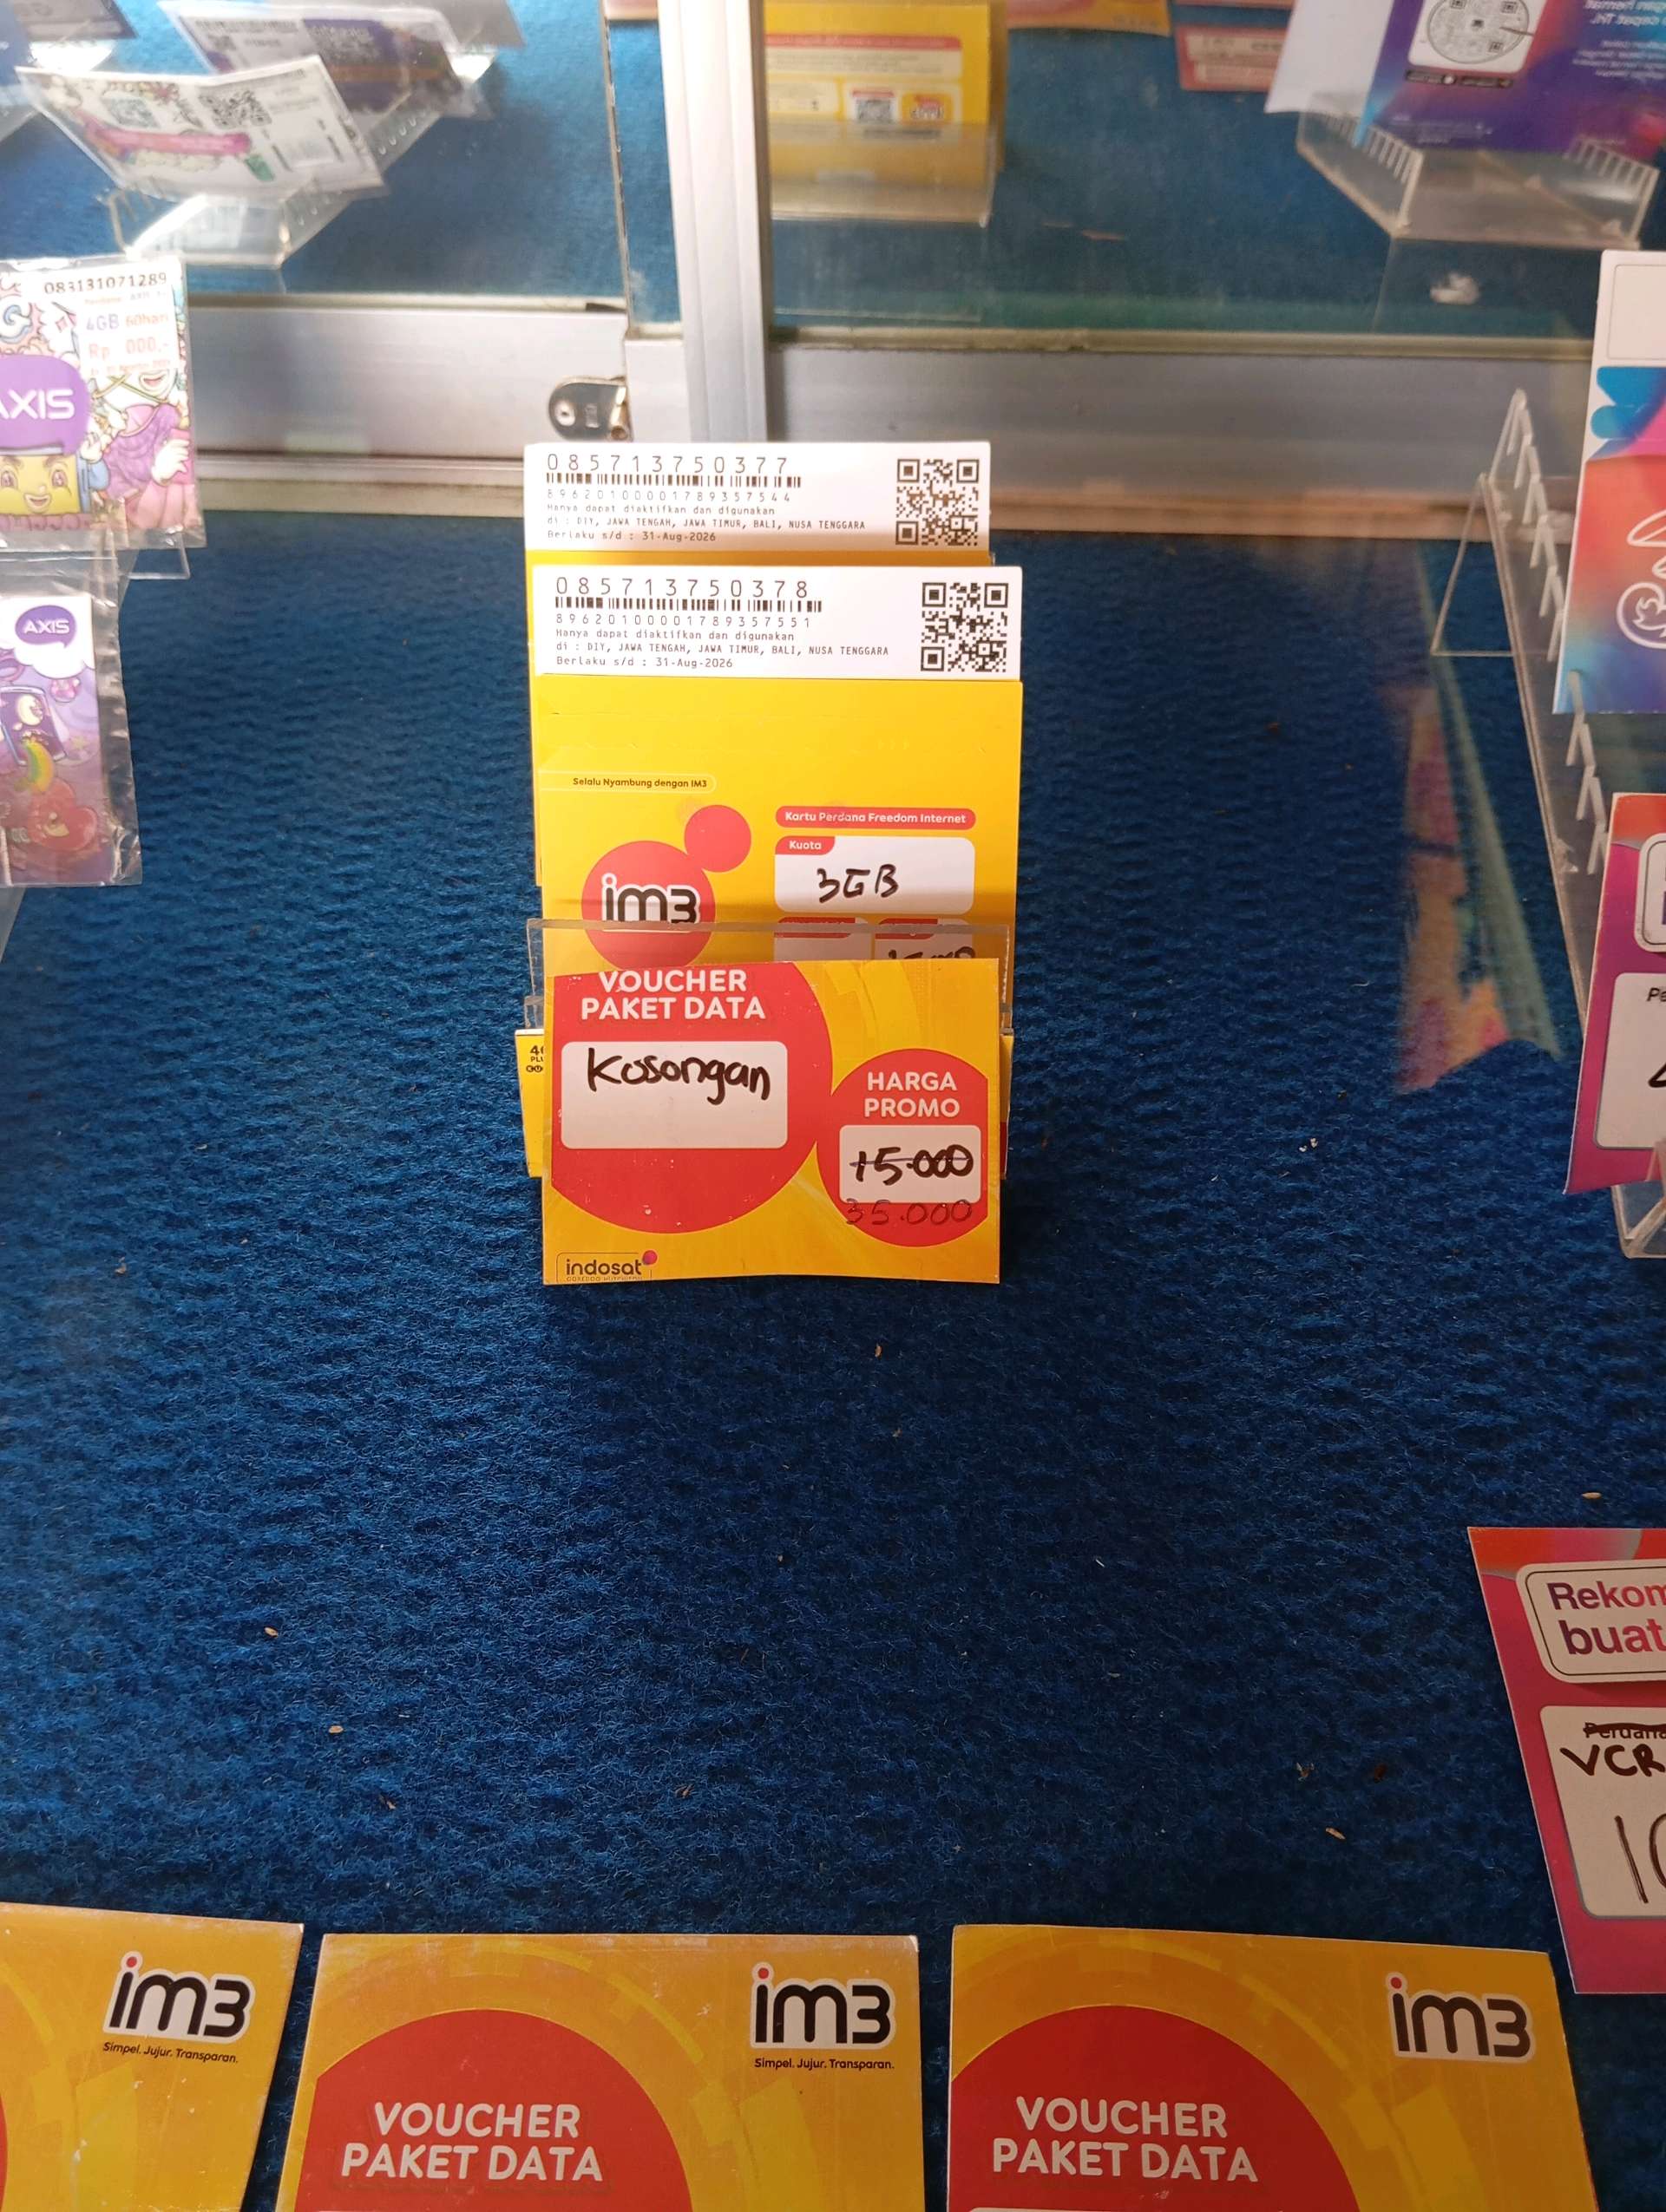 083131071289
4GB 60hari
Rp 000,-
AXIS
AXIS
085713750377
89620100001789357544
Hanya dapat diaktifkan dan digunakan
di : DIY, JAWA TENGAH, JAWA TIMUR, BALI, NUSA TENGGARA
Berlaku s/d : 31-Aug-2026
085713750378
89620100001789357551
Hanya dapat diaktifkan dan digunakan
di : DIY, JAWA TENGAH, JAWA TIMUR, BALI, NUSA TENGGARA
Berlaku s/d : 31-Aug-2026
Selalu Nyambung dengan IM3
Kartu Perdana Freedom Internet
Kuota
3GB
im3
VOUCHER
PAKET DATA
Kosongan
HARGA
PROMO
15.000
35.000
indosat
Rekom
buat
Perdana
VCR
10
im3
Simpel. Jujur. Transparan.
VOUCHER
PAKET DATA
im3
Simpel. Jujur. Transparan.
VOUCHER
PAKET DATA
im3